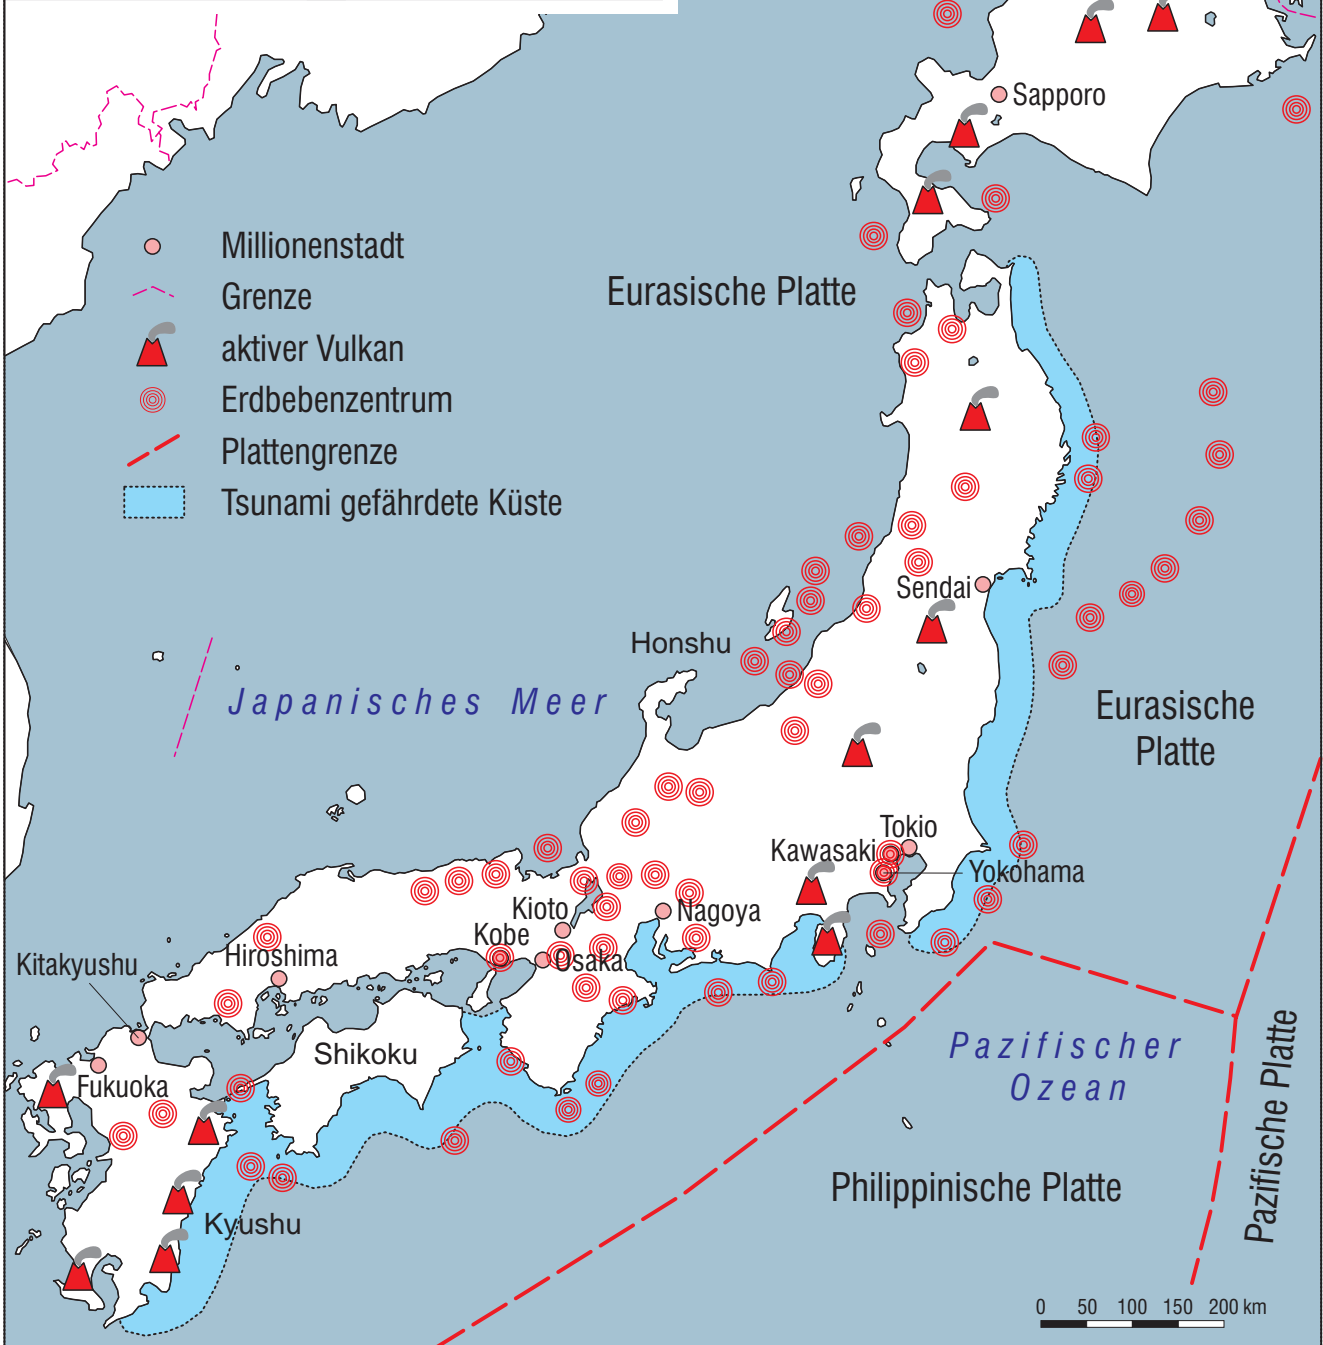 Sapporo
Millionenstadt
Grenze
aktiver Vulkan
Erdbebenzentrum
Plattengrenze
Tsunami gefährdete Küste
Eurasische Platte
Sendai
Honshu
Japanisches Meer
Eurasische
Platte
Tokio
Kawasaki
Yokohama
Kioto
Nagoya
Kobe
Osaka
Hiroshima
Kitakyushu
Shikoku
Fukuoka
Kyushu
Pazifischer
Ozean
Philippinische Platte
Pazifische Platte
0 50 100 150 200 km